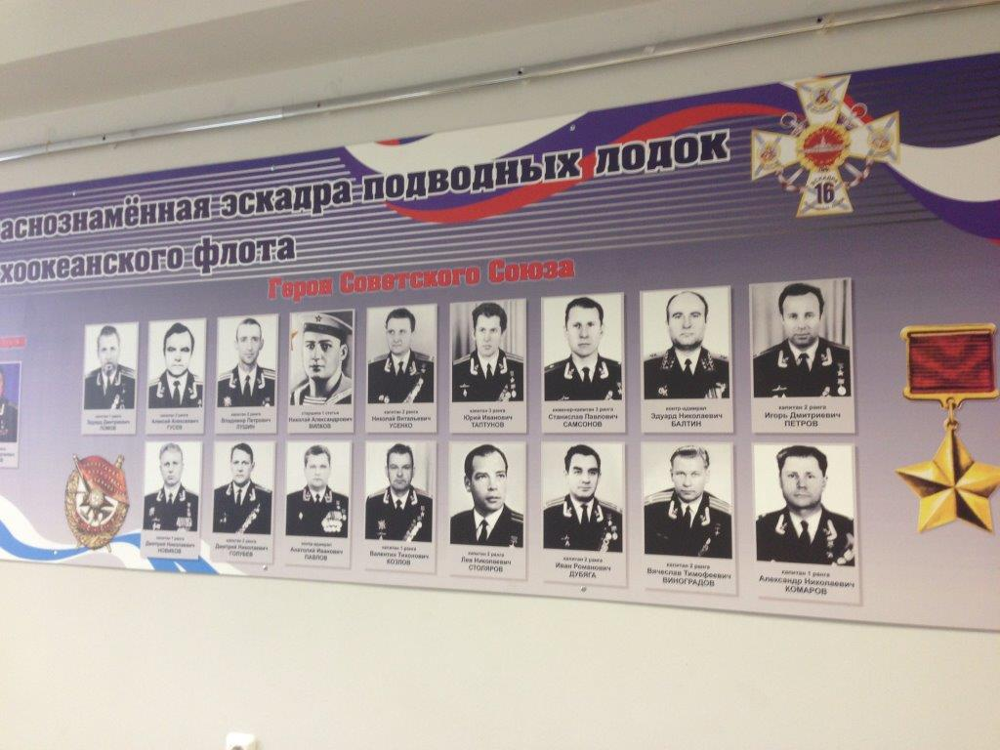 аснознамённая эскадра подводных лодок
хоокеанского флота
Герои Советского Союза
ЭСКАДРА
16
капитан 1 ранга
Эдуард Дмитриевич
ЛОМОВ
капитан 2 ранга
Алексей Алексеевич
ГУСЕВ
капитан 2 ранга
Владимир Петрович
ЛУШИН
старшина 1 статьи
Николай Александрович
ВИЛКОВ
капитан 2 ранга
Николай Витальевич
УСЕНКО
капитан 3 ранга
Юрий Иванович
ТАПТУНОВ
инженер-капитан 3 ранга
Станислав Павлович
САМСОНОВ
контр-адмирал
Эдуард Николаевич
БАЛТИН
капитан 2 ранга
Игорь Дмитриевич
ПЕТРОВ
капитан 1 ранга
Дмитрий Николаевич
НОВИКОВ
капитан 2 ранга
Дмитрий Николаевич
ГОЛУБЕВ
контр-адмирал
Анатолий Иванович
ПАВЛОВ
капитан 1 ранга
Валентин Тихонович
КОЗЛОВ
капитан 2 ранга
Лев Николаевич
СТОЛЯРОВ
капитан 2 ранга
Иван Романович
ДУБЯГА
капитан 2 ранга
Вячеслав Тимофеевич
ВИНОГРАДОВ
капитан 1 ранга
Александр Николаевич
КОМАРОВ